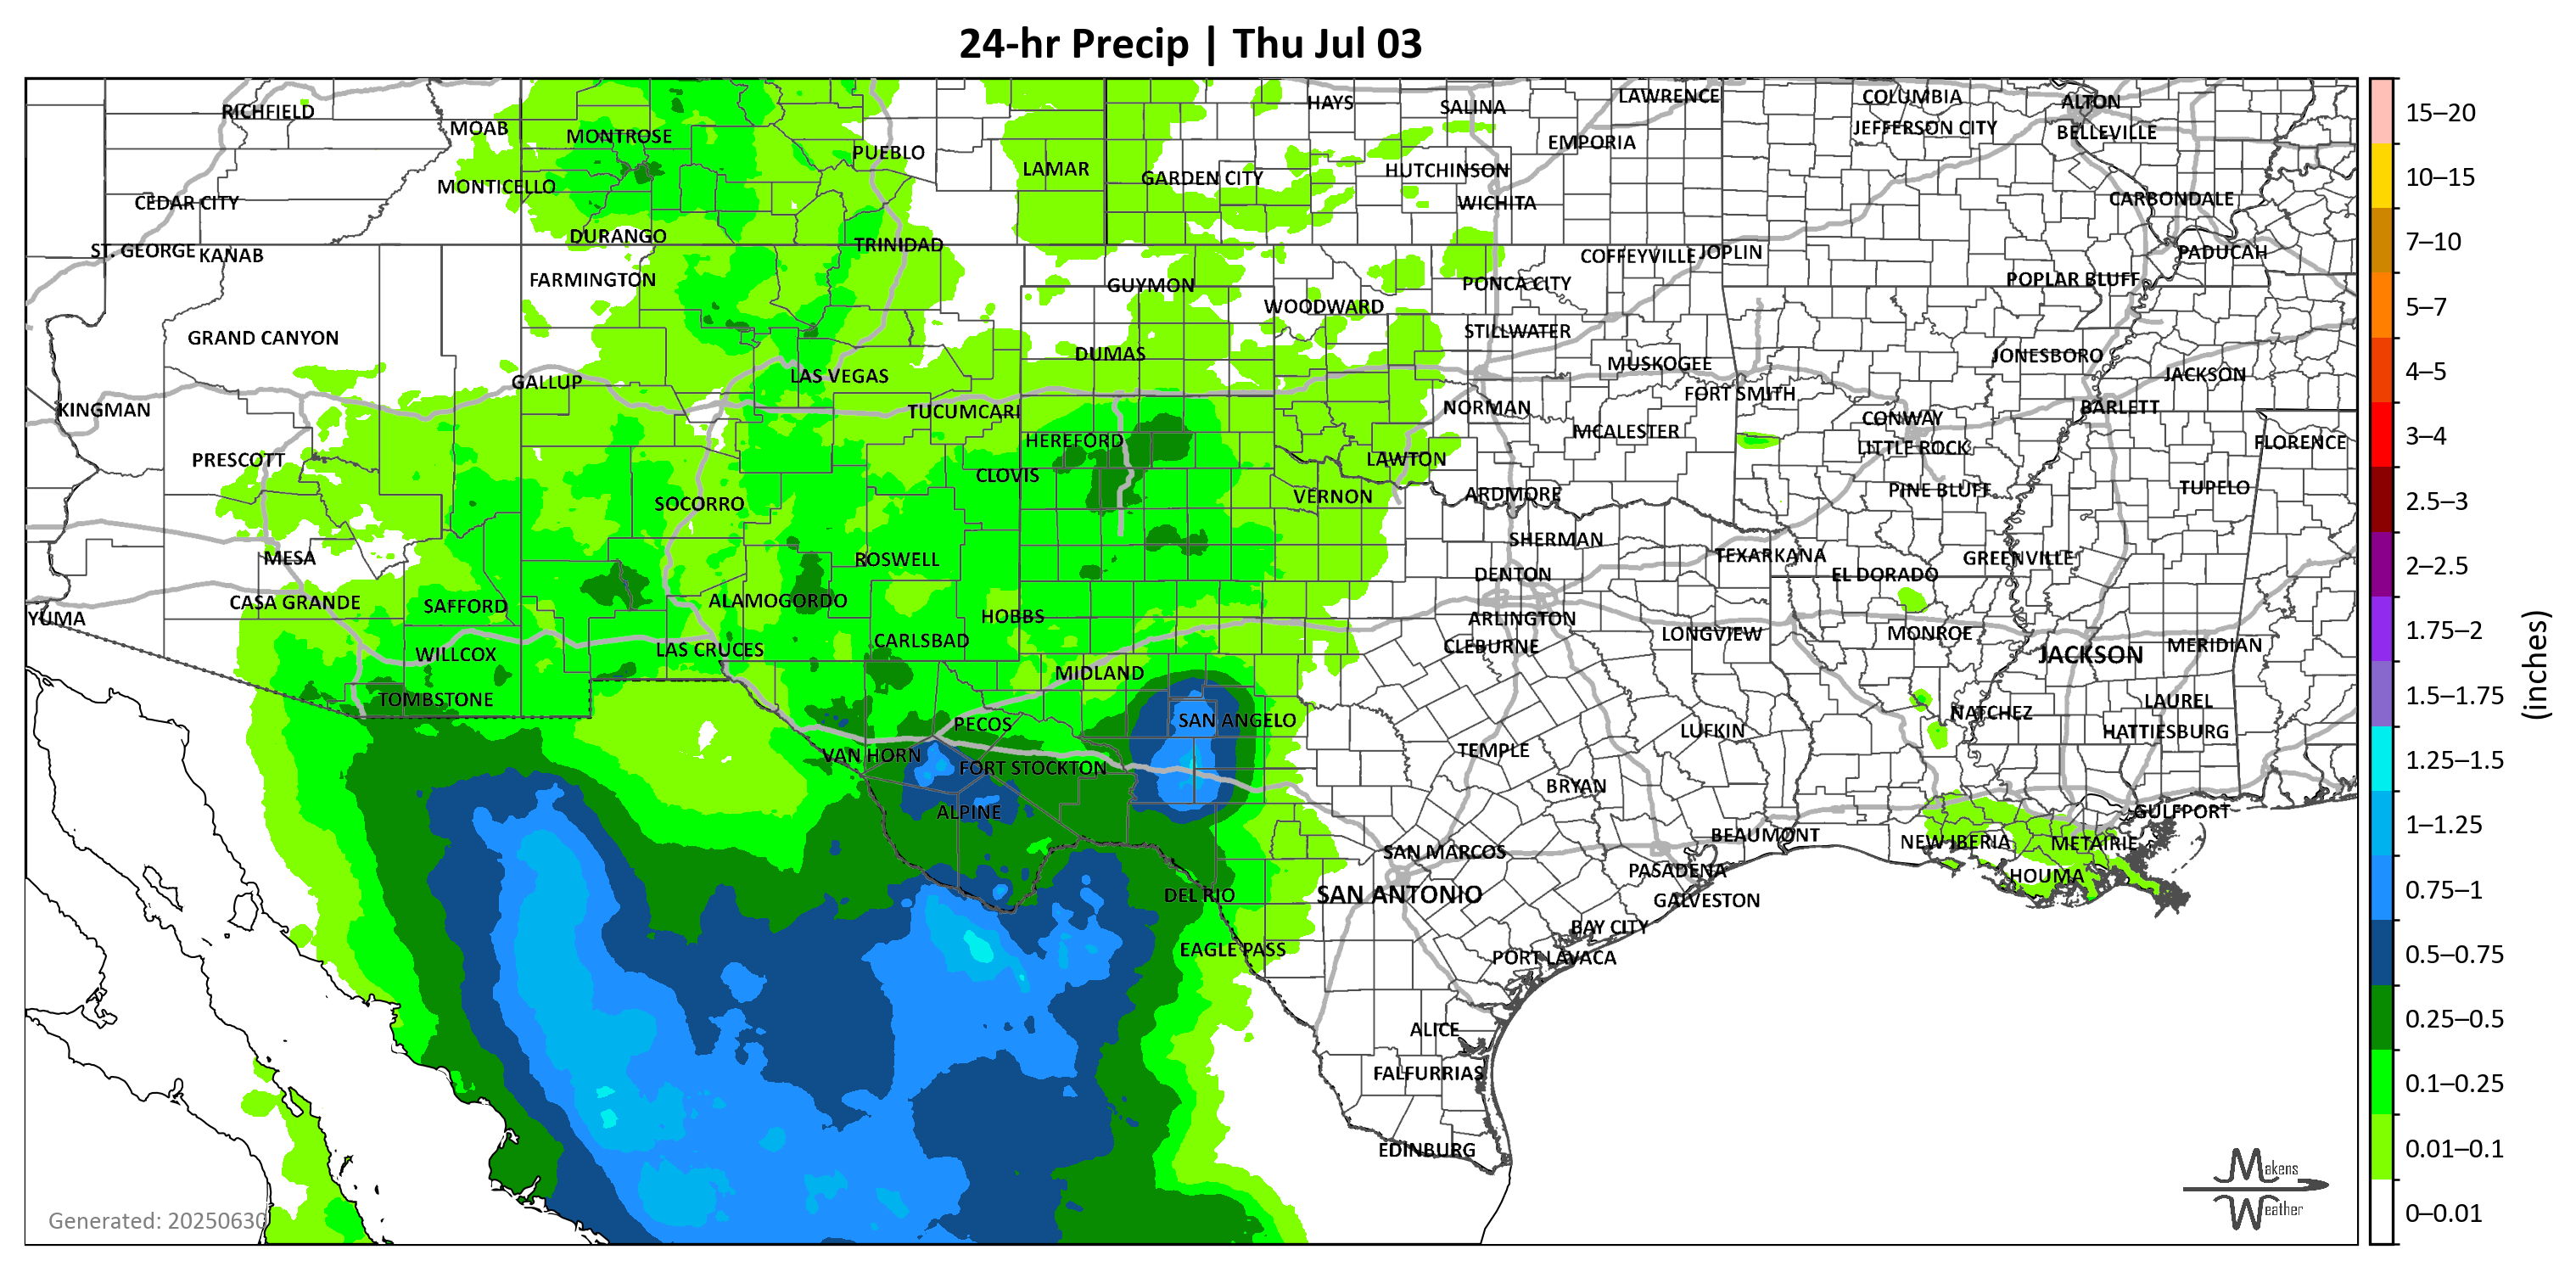 24-hr Precip | Thu Jul 03
RICHFIELD
MOAB
MONTROSE
PUEBLO
LAMAR
GARDEN CITY
HAYS
SALINA
HUTCHINSON
WICHITA
EMPORIA
LAWRENCE
COLUMBIA
JEFFERSON CITY
ALTON
BELLEVILLE
CARBONDALE
CEDAR CITY
MONTICELLO
DURANGO
TRINIDAD
ST. GEORGE
KANAB
FARMINGTON
GUYMON
WOODWARD
PONCA CITY
COFFEYVILLE
JOPLIN
POPLAR BLUFF
PADUCAH
GRAND CANYON
DUMAS
STILLWATER
MUSKOGEE
FORT SMITH
JONESBORO
JACKSON
KINGMAN
GALLUP
LAS VEGAS
TUCUMCARI
NORMAN
CONWAY
BARLETT
PRESCOTT
HEREFORD
CLOVIS
LAWTON
MCALESTER
LITTLE ROCK
FLORENCE
SOCORRO
VERNON
ARDMORE
PINE BLUFF
TUPELO
MESA
ROSWELL
SHERMAN
DENTON
TEXARKANA
EL DORADO
GREENVILLE
YUMA
CASA GRANDE
SAFFORD
ALAMOGORDO
HOBBS
ARLINGTON
CLEBURNE
LONGVIEW
MONROE
JACKSON
MERIDIAN
WILLCOX
LAS CRUCES
CARLSBAD
MIDLAND
TOMBSTONE
PECOS
SAN ANGELO
TEMPLE
LUFKIN
NATCHEZ
LAUREL
HATTIESBURG
VAN HORN
FORT STOCKTON
ALPINE
BRYAN
BEAUMONT
NEW IBERIA
METAIRIE
GULFPORT
HOUMA
DEL RIO
SAN MARCOS
SAN ANTONIO
PASADENA
GALVESTON
EAGLE PASS
BAY CITY
PORT LAVACA
ALICE
FALFURRIAS
EDINBURG
Generated: 20250630
Makens
Weather
15–20
10–15
7–10
5–7
4–5
3–4
2.5–3
2–2.5
1.75–2
1.5–1.75
1.25–1.5
1–1.25
0.75–1
0.5–0.75
0.25–0.5
0.1–0.25
0.01–0.1
0–0.01
(inches)